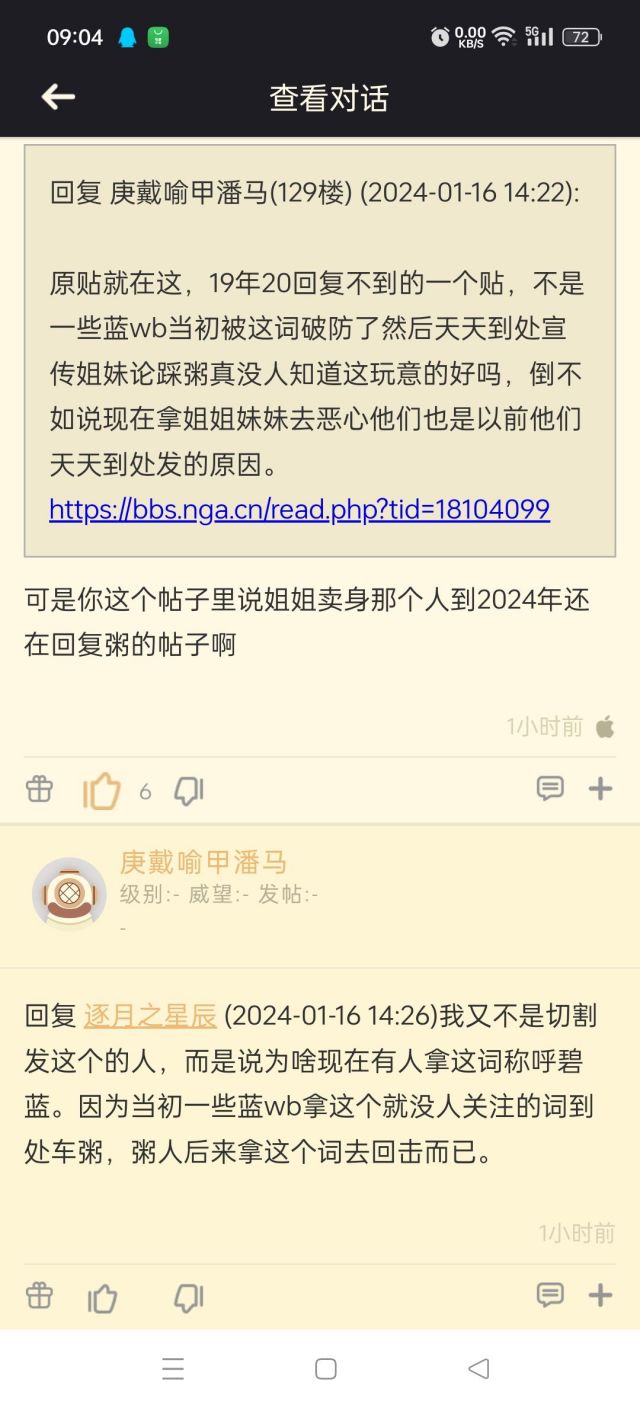 09:04
0.00
KB/S
5G
72
查看对话
回复 庚戴喻甲潘马(129楼) (2024-01-16 14:22):
原贴就在这，19年20回复不到的一个贴，不是
一些蓝wb当初被这词破防了然后天天到处宣
传姐妹论踩粥真没人知道这玩意的好吗，倒不
如说现在拿姐姐妹妹去恶心他们也是以前他们
天天到处发的原因。
https://bbs.nga.cn/read.php?tid=18104099
可是你这个帖子里说姐姐卖身那个人到2024年还
在回复粥的帖子啊
1小时前
6
庚戴喻甲潘马
级别:- 威望:- 发帖:-
-
回复 逐月之星辰 (2024-01-16 14:26)我又不是切割
发这个的人，而是说为啥现在有人拿这词称呼碧
蓝。因为当初一些蓝wb拿这个就没人关注的词到
处车粥，粥人后来拿这个词去回击而已。
1小时前